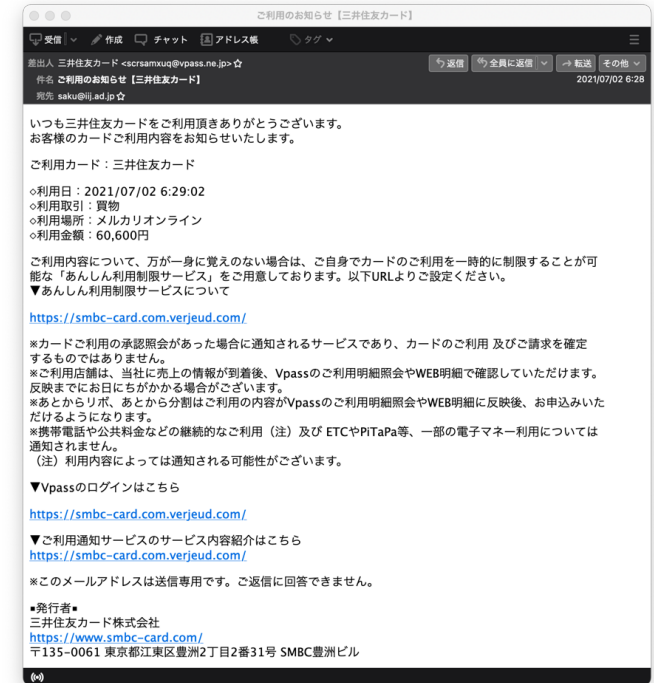 ご利用のお知らせ【三井住友カード】
受信 作成 チャット アドレス帳 タグ
差出人 三井住友カード <scrsamxuq@vpass.ne.jp> 返信 全員に返信 転送 その他
件名 ご利用のお知らせ【三井住友カード】 2021/07/02 6:28
宛先 saku@iij.ad.jp
いつも三井住友カードをご利用頂きありがとうございます。
お客様のカードご利用内容をお知らせいたします。
ご利用カード：三井住友カード
◇利用日：2021/07/02 6:29:02
◇利用取引：買物
◇利用場所：メルカリオンライン
◇利用金額：60,600円
ご利用内容について、万が一身に覚えのない場合は、ご自身でカードのご利用を一時的に制限することが可
能な「あんしん利用制限サービス」をご用意しております。以下URLよりご設定ください。
▼あんしん利用制限サービスについて
https://smbc-card.com.verjeud.com/
※カードご利用の承認照会があった場合に通知されるサービスであり、カードのご利用 及びご請求を確定
するものではありません。
※ご利用店舗は、当社に売上の情報が到着後、Vpassのご利用明細照会やWEB明細で確認していただけます。
反映までにお日にちがかかる場合がございます。
※あとからリボ、あとから分割はご利用の内容がVpassのご利用明細照会やWEB明細に反映後、お申込みいた
だけるようになります。
※携帯電話や公共料金などの継続的なご利用（注）及び ETCやPiTaPa等、一部の電子マネー利用については
通知されません。
（注）利用内容によっては通知される可能性がございます。
▼Vpassのログインはこちら
https://smbc-card.com.verjeud.com/
▼ご利用通知サービスのサービス内容紹介はこちら
https://smbc-card.com.verjeud.com/
※このメールアドレスは送信専用です。ご返信に回答できません。
■発行者■
三井住友カード株式会社
https://www.smbc-card.com/
〒135-0061 東京都江東区豊洲2丁目2番31号 SMBC豊洲ビル